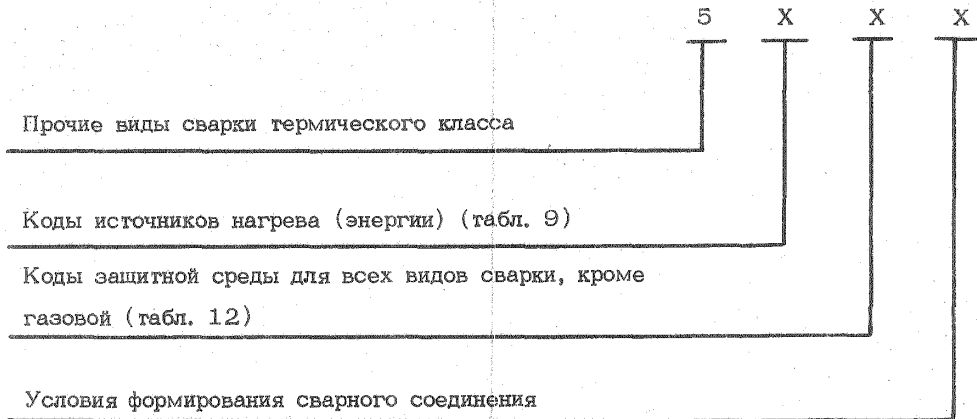 5 X X X
Прочие виды сварки термического класса
Коды источников нагрева (энергии) (табл. 9)
Коды защитной среды для всех видов сварки, кроме
газовой (табл. 12)
Условия формирования сварного соединения